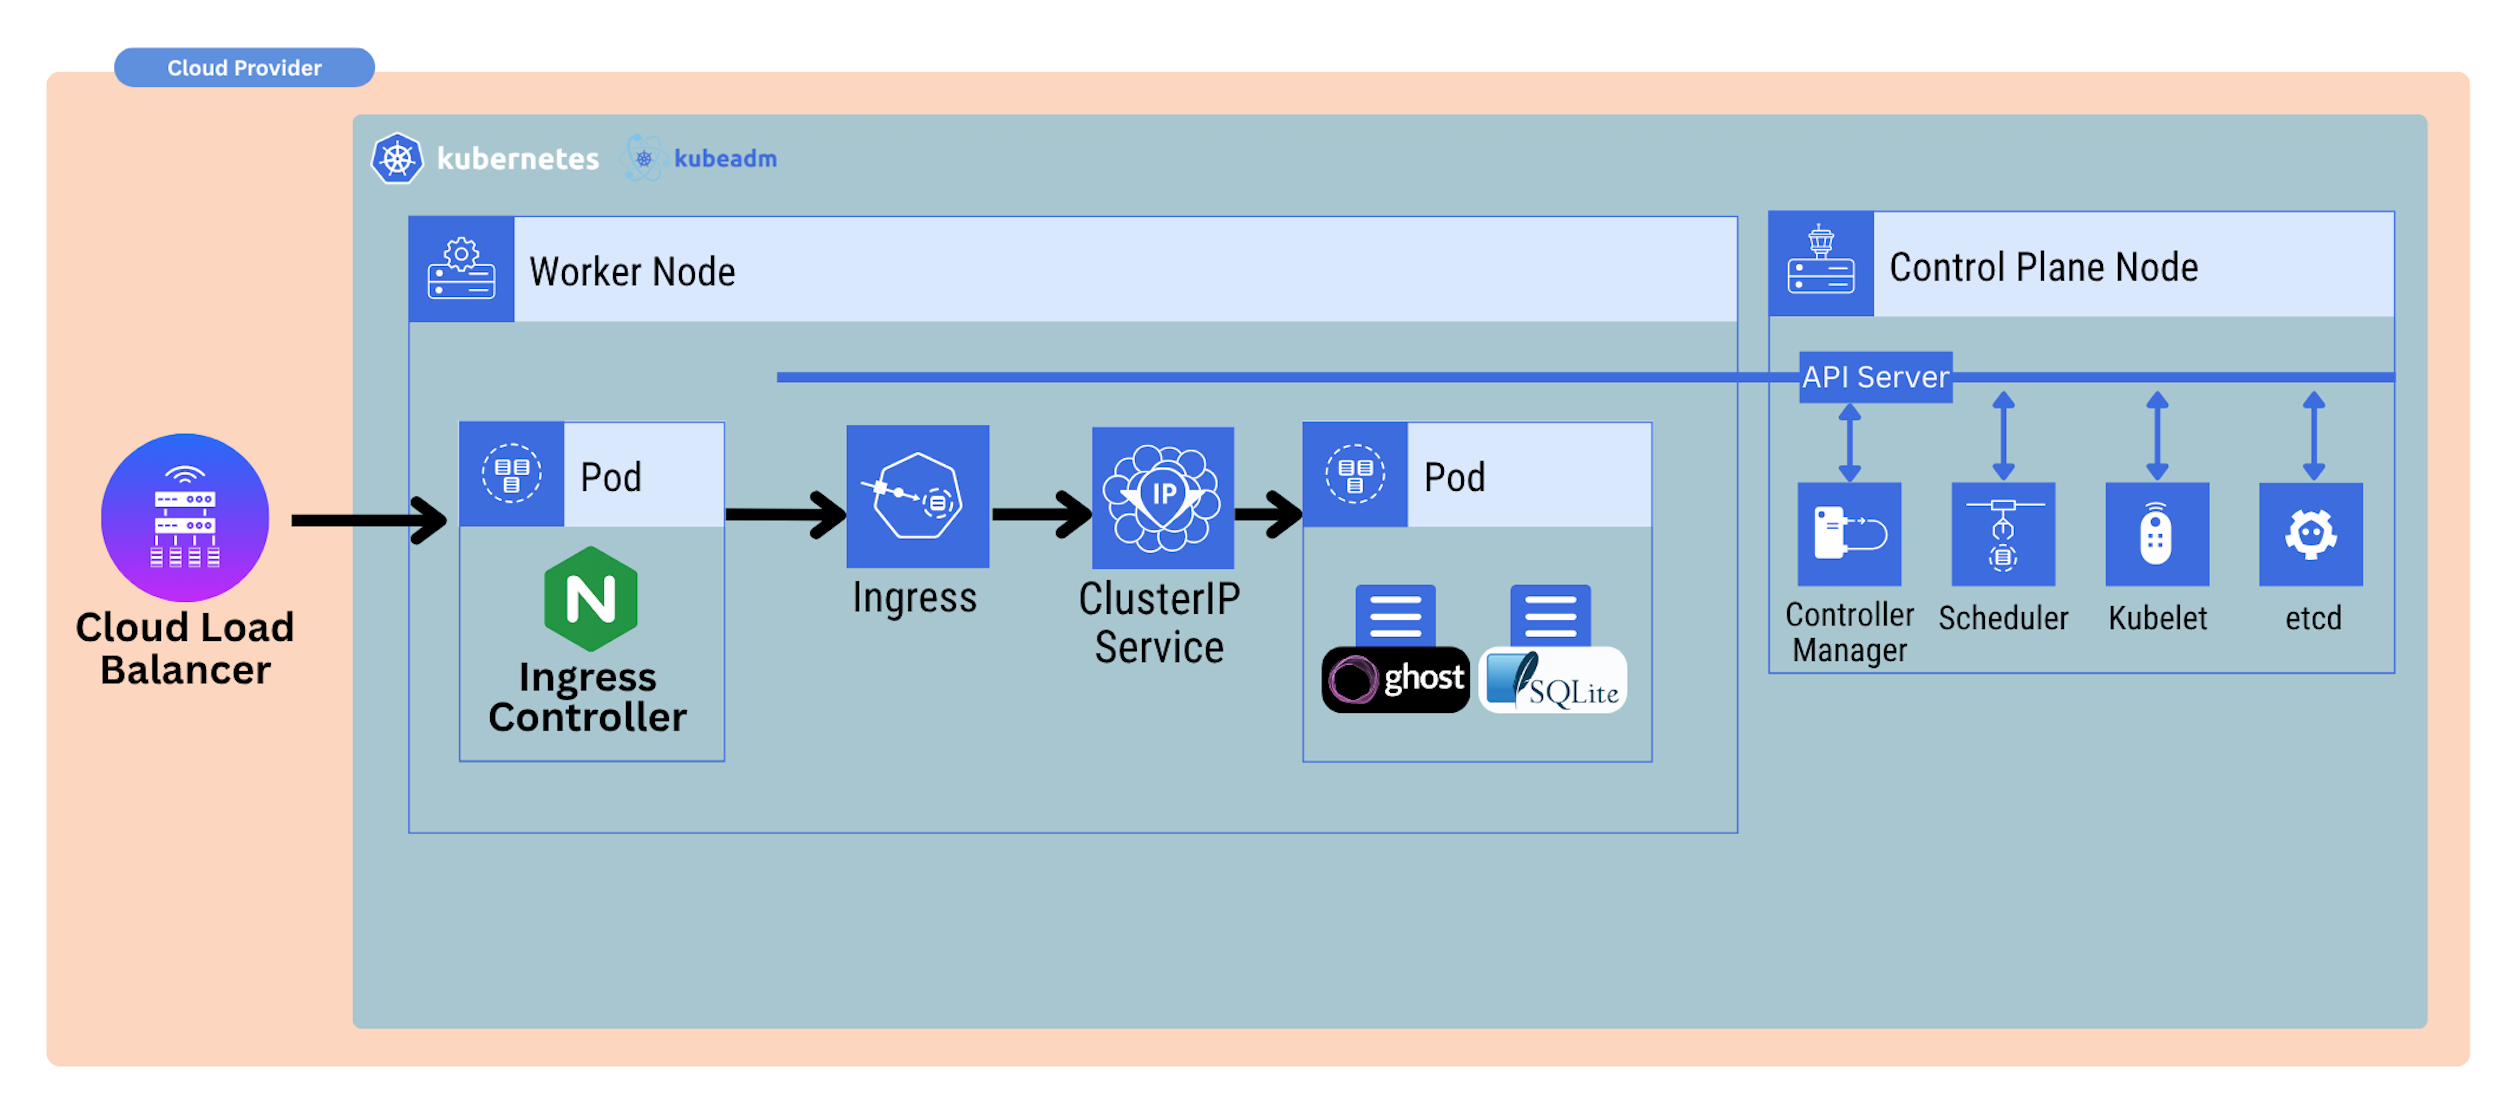 Cloud Provider
kubernetes
kubeadm
Worker Node
Control Plane Node
API Server
Pod
IP
Pod
Ingress
ClusterIP
Service
Controller
Manager
Scheduler
Kubelet
etcd
Cloud Load
Balancer
N
Ingress
Controller
ghost
SQLite